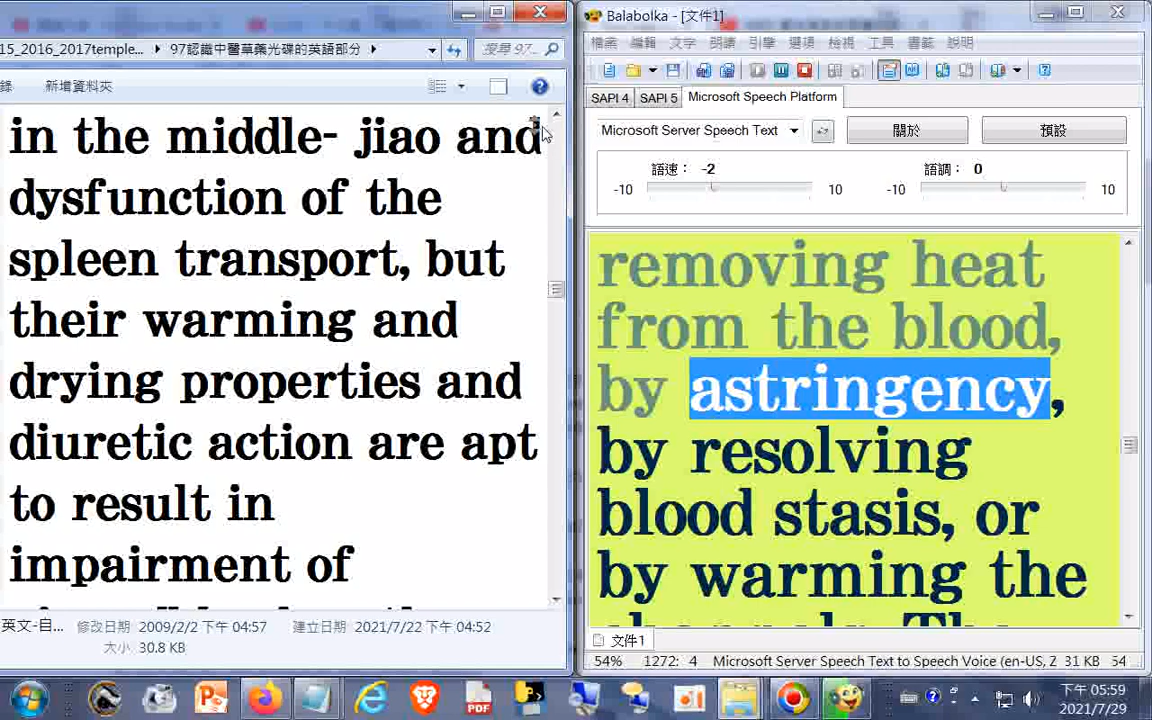 15_2016_2017temple... 97認識中醫草藥光碟的英語部分
搜尋 97...
錄 新增資料夾
in the middle- jiao and
dysfunction of the
spleen transport, but
their warming and
drying properties and
diuretic action are apt
to result in
impairment of
英文-自... 修改日期 2009/2/2 下午 04:57 建立日期: 2021/7/22 下午 04:52
大小: 30.8 KB
Balabolka - [文件1]
檔案 編輯 文字 朗讀 引擎 選項 檢視 工具 書籤 說明
SAPI 4 SAPI 5 Microsoft Speech Platform
Microsoft Server Speech Text 關於 預設
語速: -2 語調: 0
-10 10 -10 10
removing heat
from the blood,
by astringency,
by resolving
blood stasis, or
by warming the
文件1
54% 1272: 4 Microsoft Server Speech Text to Speech Voice (en-US, Z 31 KB 54
下午 05:59
2021/7/29